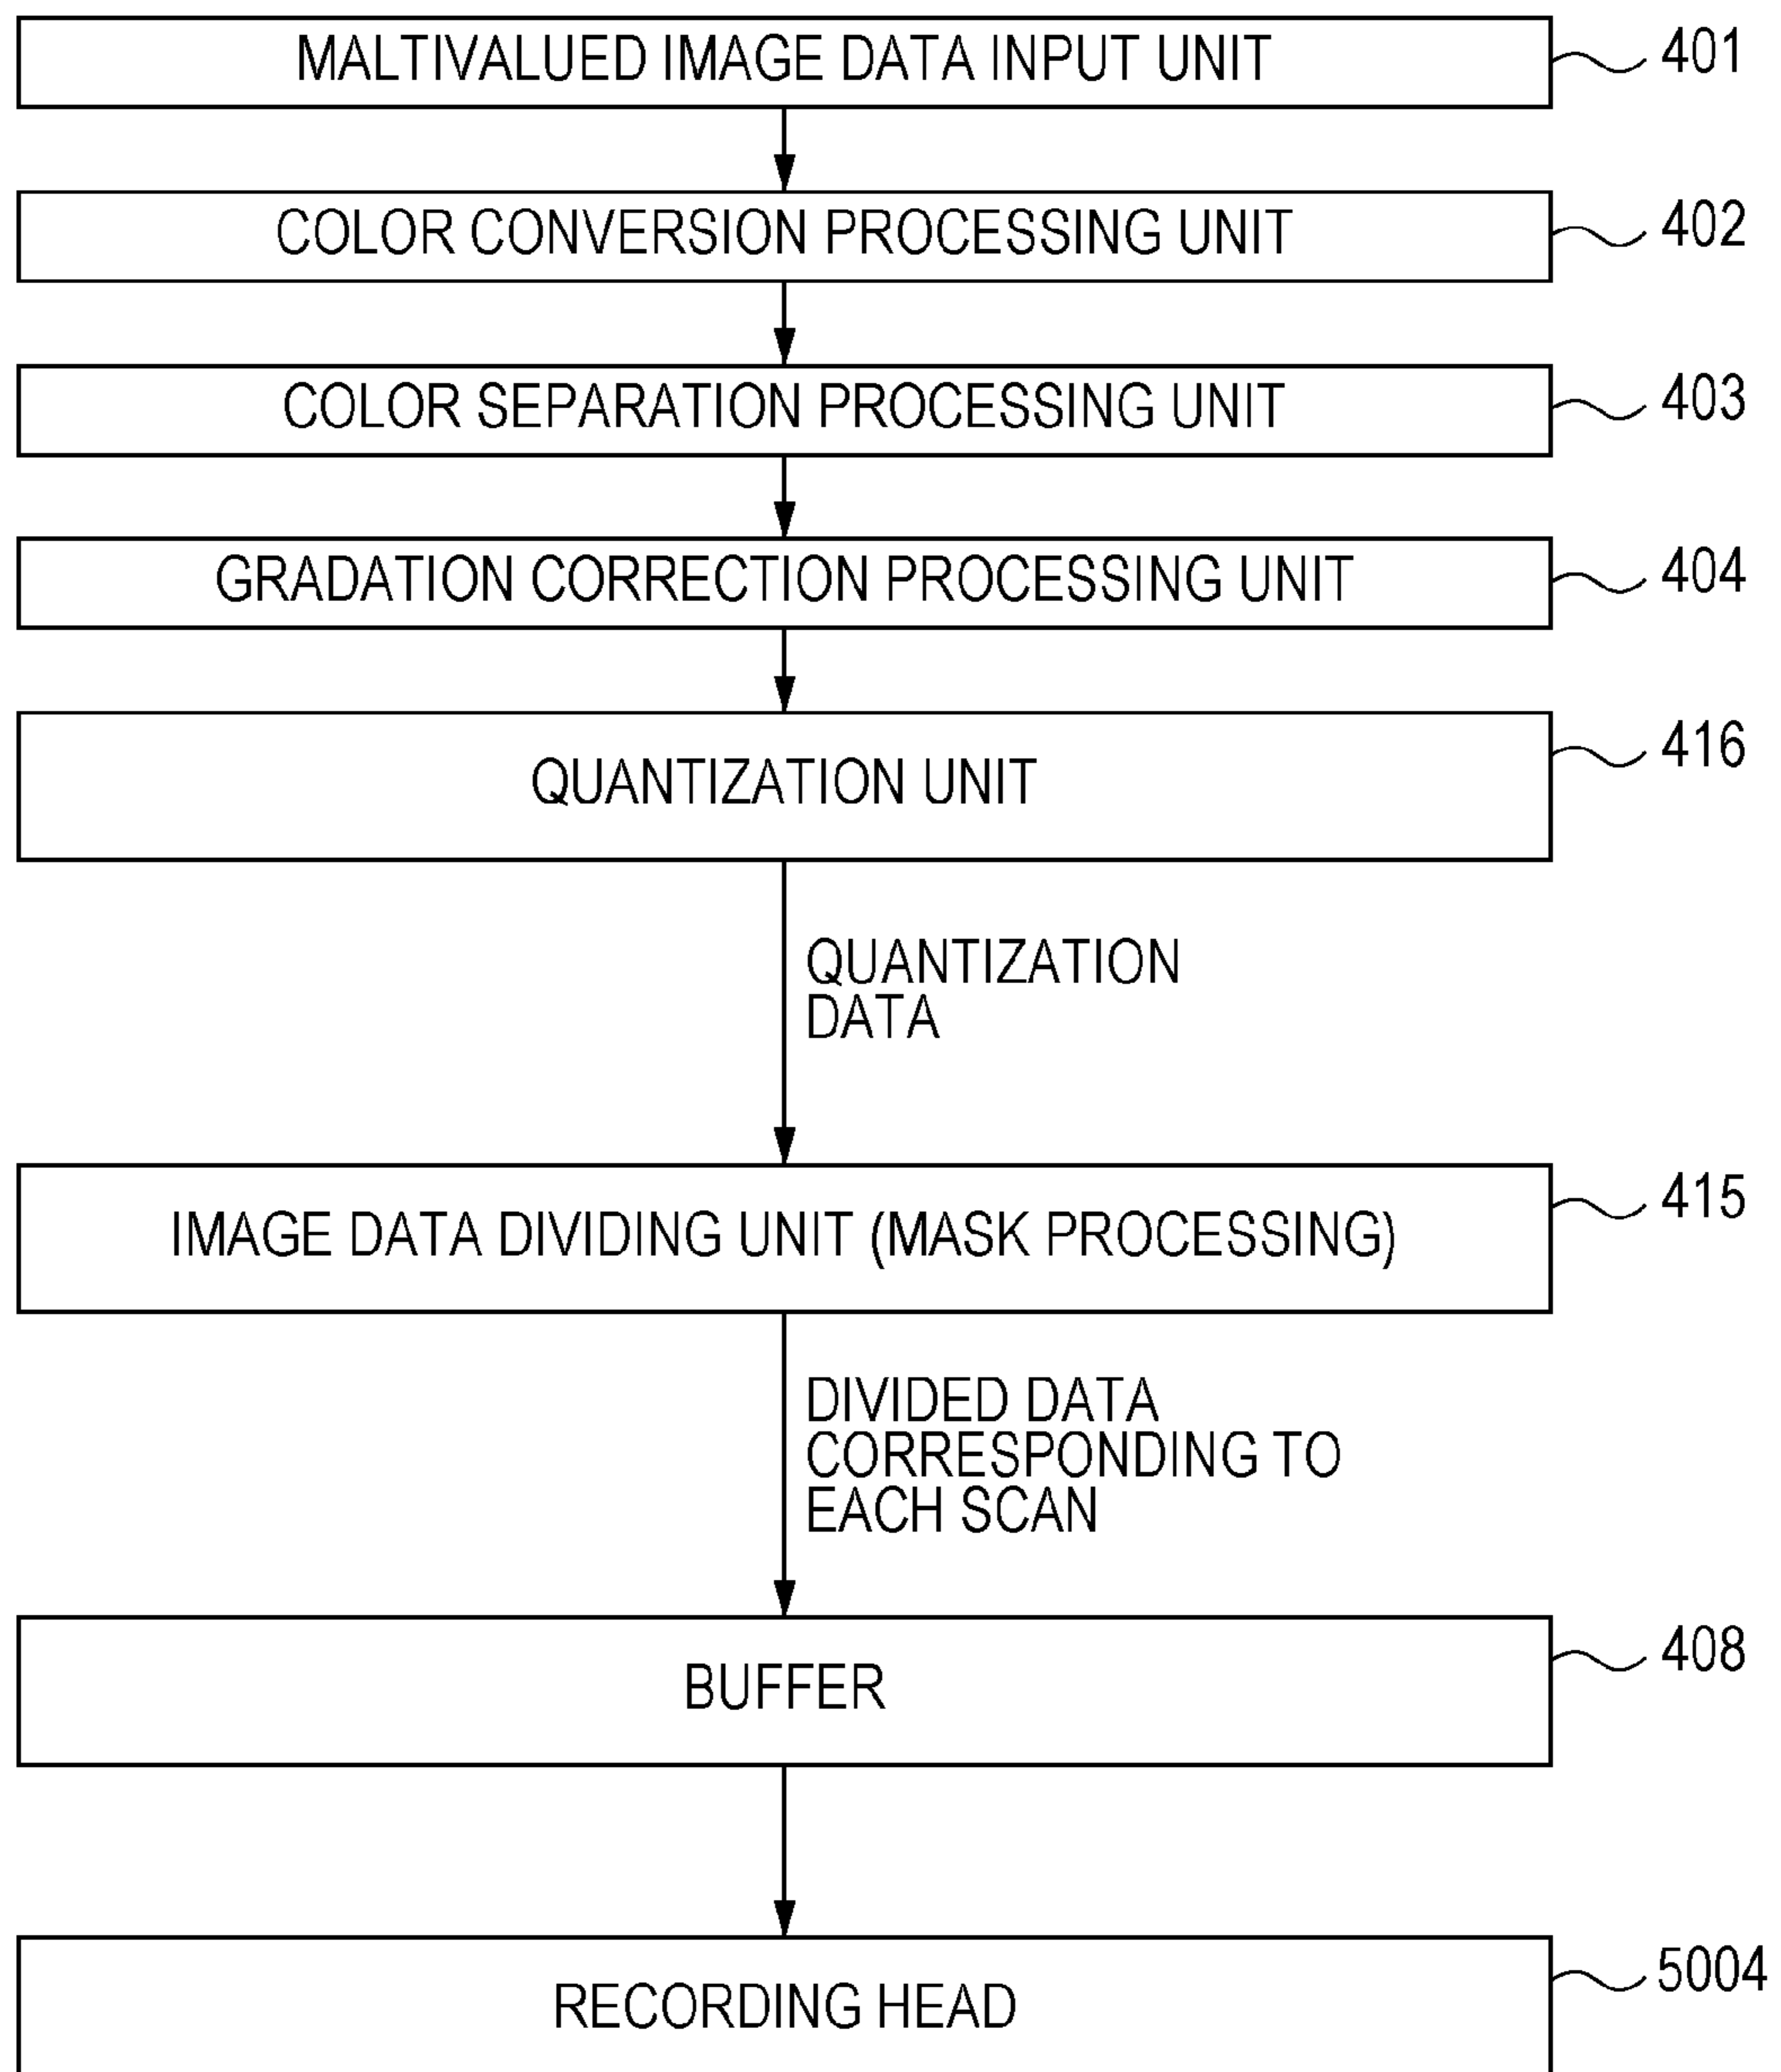 MALTIVALUED IMAGE DATA INPUT UNIT
401
COLOR CONVERSION PROCESSING UNIT
402
COLOR SEPARATION PROCESSING UNIT
403
GRADATION CORRECTION PROCESSING UNIT
404
QUANTIZATION UNIT
416
QUANTIZATION
DATA
IMAGE DATA DIVIDING UNIT (MASK PROCESSING)
415
DIVIDED DATA
CORRESPONDING TO
EACH SCAN
BUFFER
408
RECORDING HEAD
5004